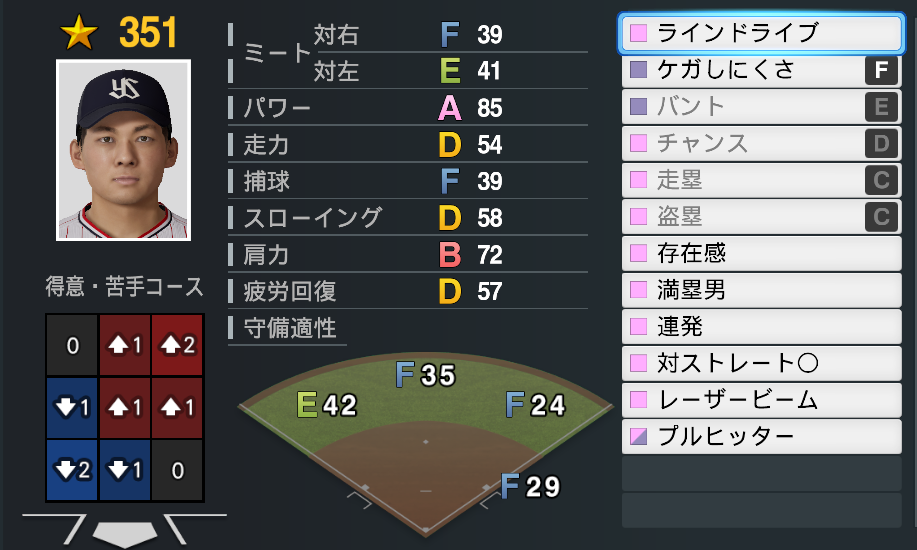 ★ 351
YS
得意・苦手コース
0 ⬆1 ⬆2
⬇1 ⬆1 ⬆1
⬇2 ⬇1 0
ミート 対右 F 39
対左 E 41
パワー A 85
走力 D 54
捕球 F 39
スローイング D 58
肩力 B 72
疲労回復 D 57
守備適性
F 35
E 42
F 24
F 29
ラインドライブ
ケガしにくさ F
バント E
チャンス D
走塁 C
盗塁 C
存在感
満塁男
連発
対ストレート〇
レーザービーム
プルヒッター